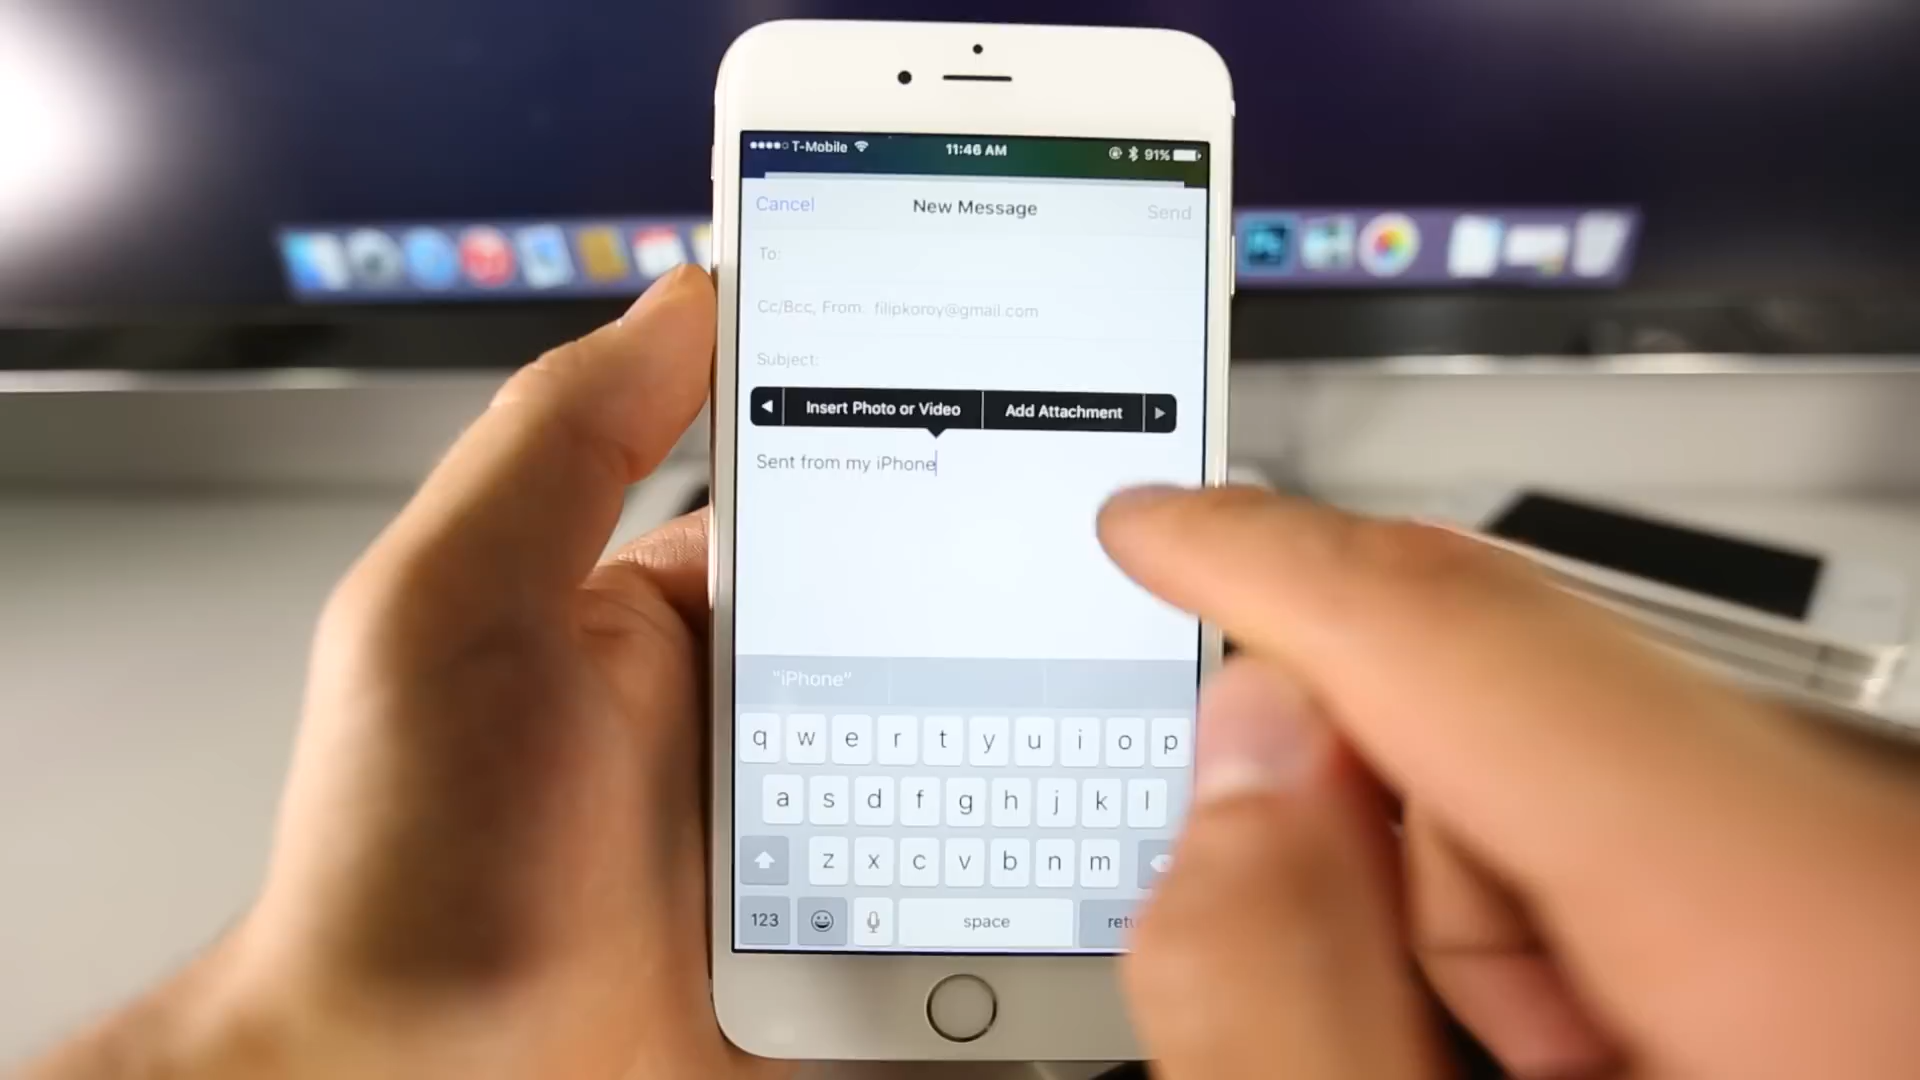 T-Mobile 11:46 AM 91%
Cancel New Message Send
To:
Cc/Bcc, From: filipkoroy@gmail.com
Subject:
Insert Photo or Video Add Attachment
Sent from my iPhone
"iPhone"
q w e r t y u i o p
a s d f g h j k l
z x c v b n m
123 space retu